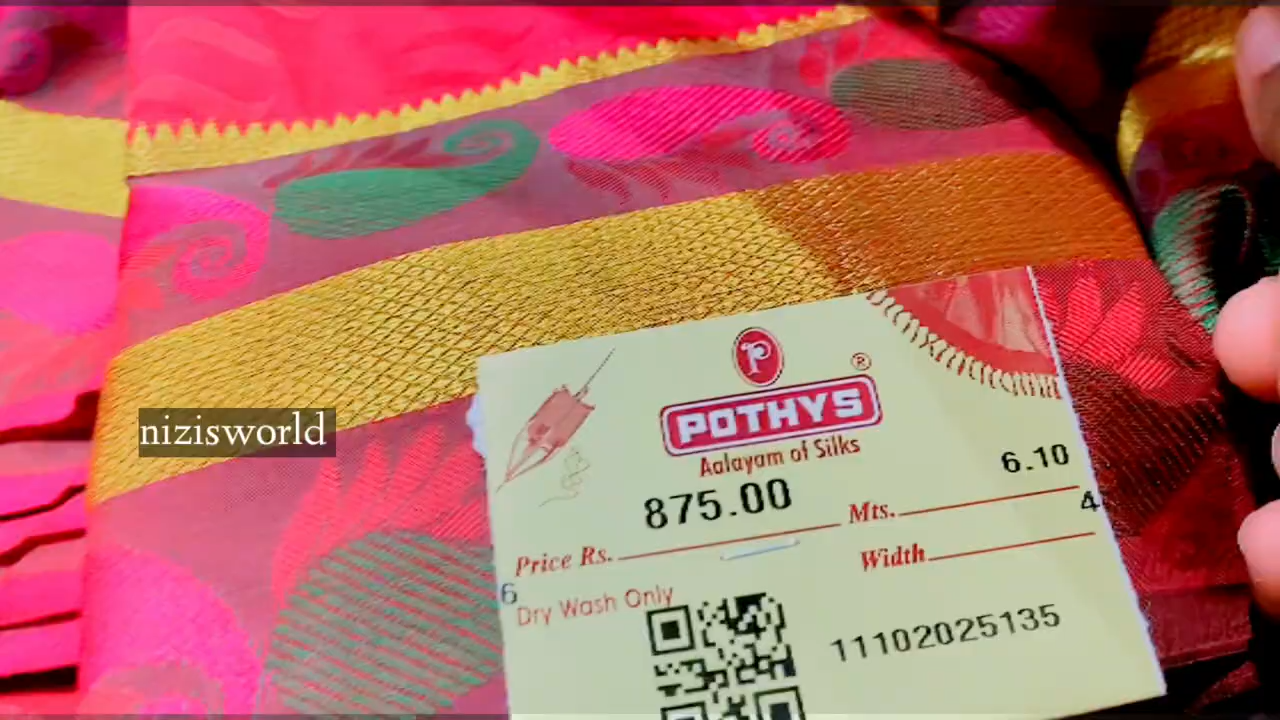 nizisworld
P ®
POTHYS
Aalayam of Silks
Price Rs. 875.00
Mts. 6.10
Width 4
6
Dry Wash Only
11102025135